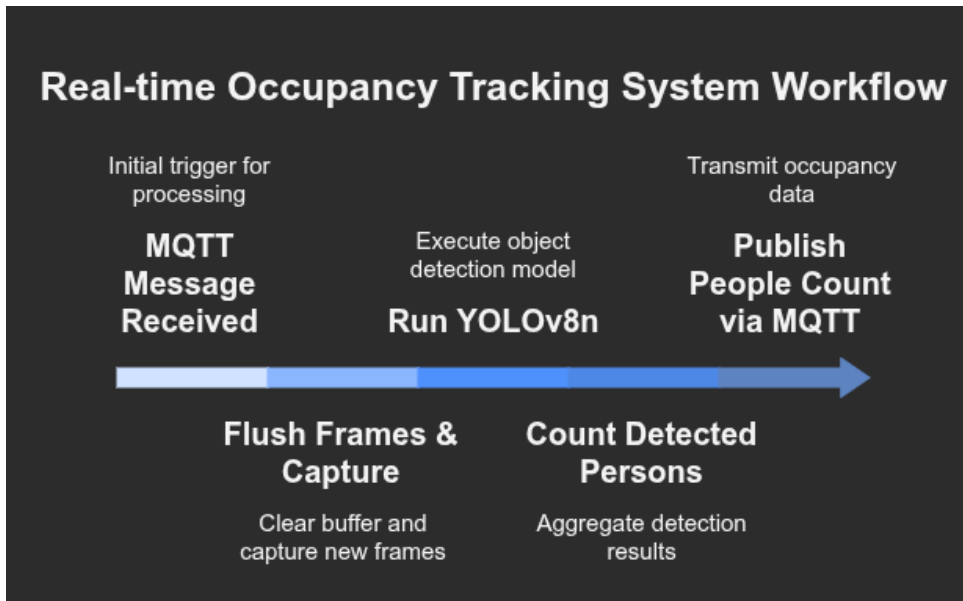 Real-time Occupancy Tracking System Workflow
Initial trigger for
processing
MQTT
Message
Received
Flush Frames &
Capture
Clear buffer and
capture new frames
Execute object
detection model
Run YOLOv8n
Count Detected
Persons
Aggregate detection
results
Transmit occupancy
data
Publish
People Count
via MQTT